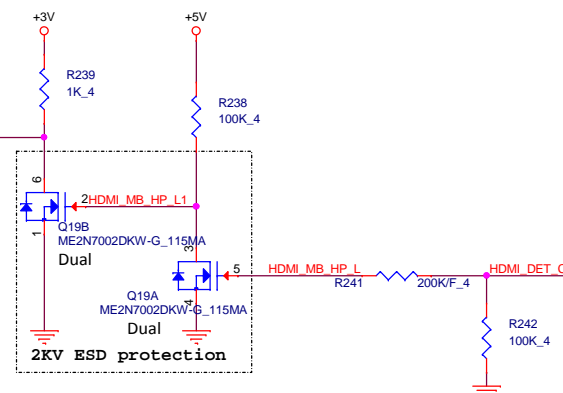 +3V
+5V
R239
1K_4
R238
100K_4
6
2
HDMI_MB_HP_L1
1
Q19B
ME2N7002DKW-G_115MA
Dual
3
5
HDMI_MB_HP_L
R241
200K/F_4
HDMI_DET_C
Q19A
4
ME2N7002DKW-G_115MA
Dual
R242
100K_4
2KV ESD protection